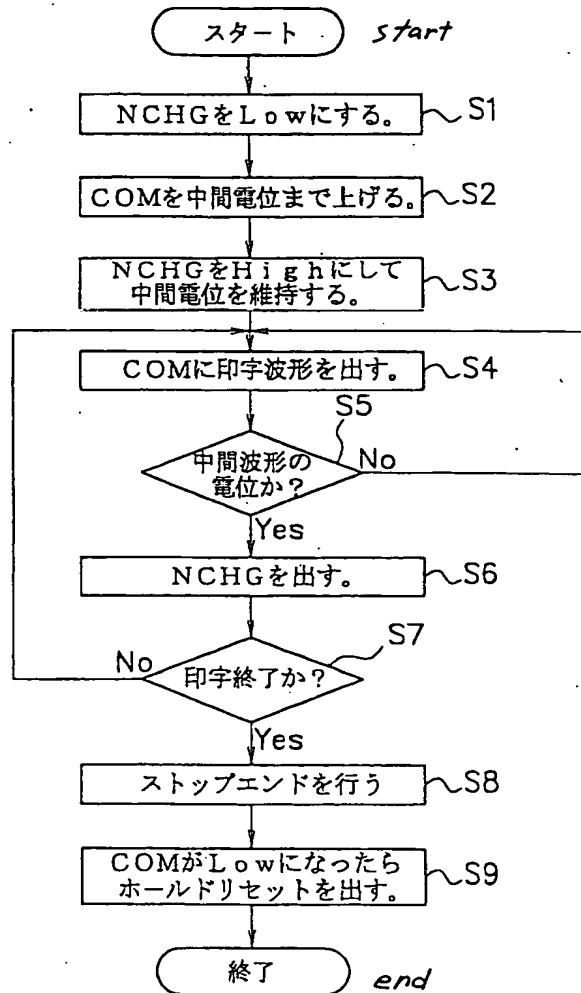 スタート start
NCHGをLowにする。 S1
COMを中間電位まで上げる。 S2
NCHGをHighにして
中間電位を維持する。 S3
COMに印字波形を出す。 S4
S5
中間波形の
電位か？ No
Yes
NCHGを出す。 S6
S7
No 印字終了か？
Yes
ストップエンドを行う S8
COMがLowになったら
ホールドリセットを出す。 S9
終了 end